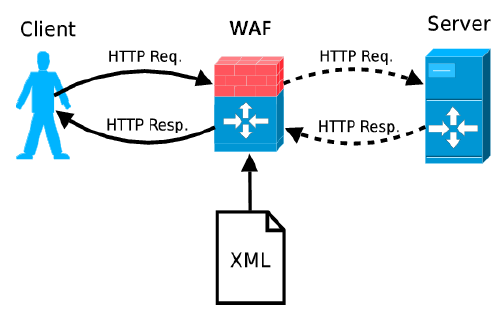 Client
WAF
Server
HTTP Req.
HTTP Req.
HTTP Resp.
HTTP Resp.
XML